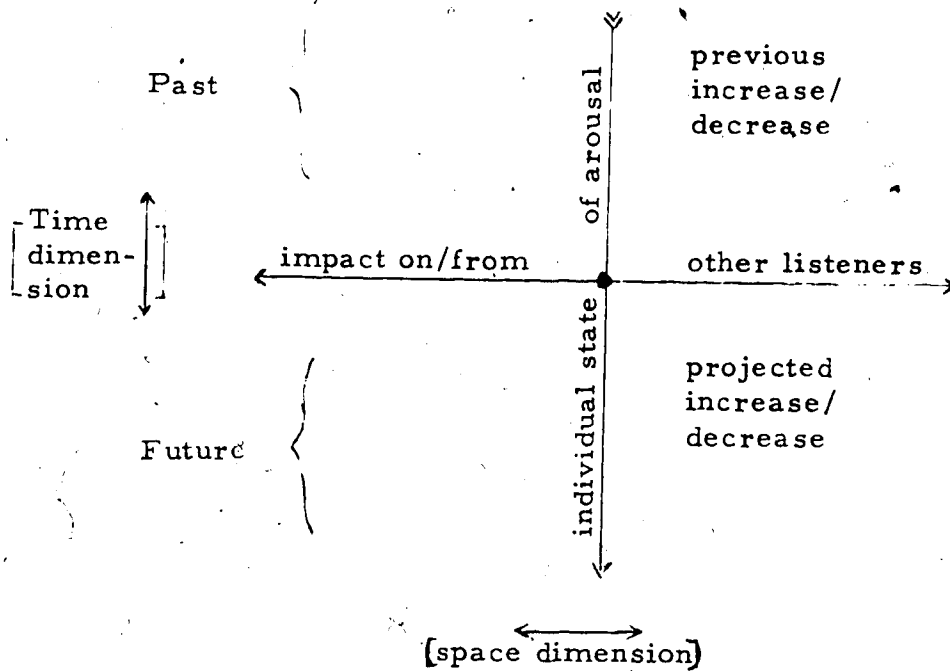 Past
previous
increase/
decrease
of arousal
Time
dimen-
sion
impact on/from
other listeners
individual state
projected
increase/
decrease
Future
[space dimension]